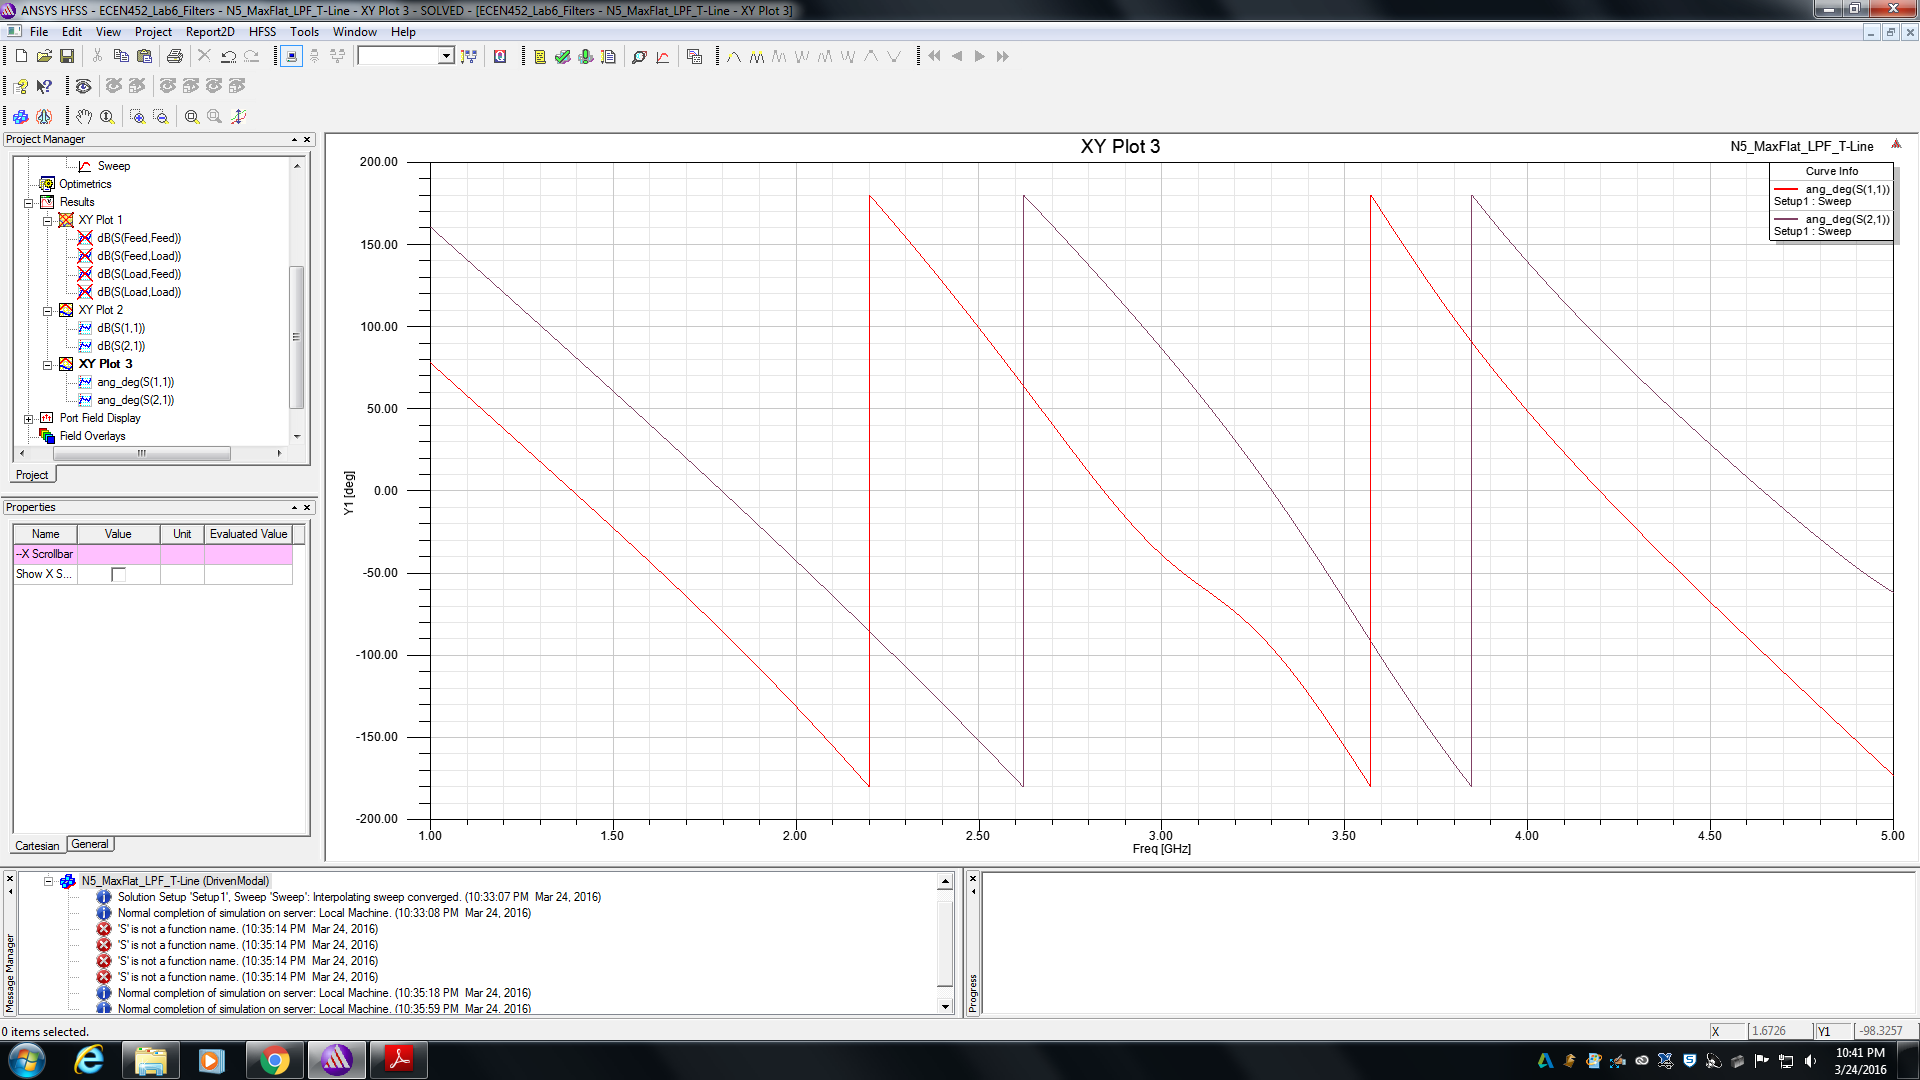 ANSYS HFSS - ECEN452_Lab6_Filters - N5_MaxFlat_LPF_T-Line - XY Plot 3 - SOLVED - [ECEN452_Lab6_Filters - N5_MaxFlat_LPF_T-Line - XY Plot 3]
File Edit View Project Report2D HFSS Tools Window Help
Project Manager
Sweep
Optimetrics
Results
XY Plot 1
dB(S(Feed,Feed))
dB(S(Feed,Load))
dB(S(Load,Feed))
dB(S(Load,Load))
XY Plot 2
dB(S(1,1))
dB(S(2,1))
XY Plot 3
ang_deg(S(1,1))
ang_deg(S(2,1))
Port Field Display
Field Overlays
Project
Properties
Name Value Unit Evaluated Value
--X Scrollbar
Show X S...
Cartesian General
XY Plot 3
N5_MaxFlat_LPF_T-Line
Curve Info
ang_deg(S(1,1))
Setup1 : Sweep
ang_deg(S(2,1))
Setup1 : Sweep
200.00
150.00
100.00
50.00
0.00
-50.00
-100.00
-150.00
-200.00
Y1 [deg]
1.00 1.50 2.00 2.50 3.00 3.50 4.00 4.50 5.00
Freq [GHz]
Message Manager
N5_MaxFlat_LPF_T-Line (DrivenModal)
Solution Setup 'Setup1', Sweep 'Sweep': Interpolating sweep converged. (10:33:07 PM Mar 24, 2016)
Normal completion of simulation on server: Local Machine. (10:33:08 PM Mar 24, 2016)
'S' is not a function name. (10:35:14 PM Mar 24, 2016)
'S' is not a function name. (10:35:14 PM Mar 24, 2016)
'S' is not a function name. (10:35:14 PM Mar 24, 2016)
'S' is not a function name. (10:35:14 PM Mar 24, 2016)
Normal completion of simulation on server: Local Machine. (10:35:18 PM Mar 24, 2016)
Normal completion of simulation on server: Local Machine. (10:35:59 PM Mar 24, 2016)
Progress
0 items selected.
X 1.6726 Y1 -98.3257
10:41 PM
3/24/2016